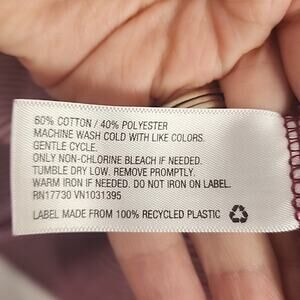 60% COTTON / 40% POLYESTER
MACHINE WASH COLD WITH LIKE COLORS.
GENTLE CYCLE.
ONLY NON-CHLORINE BLEACH IF NEEDED.
TUMBLE DRY LOW. REMOVE PROMPTLY.
WARM IRON IF NEEDED. DO NOT IRON ON LABEL.
RN17730 VN1031395
LABEL MADE FROM 100% RECYCLED PLASTIC